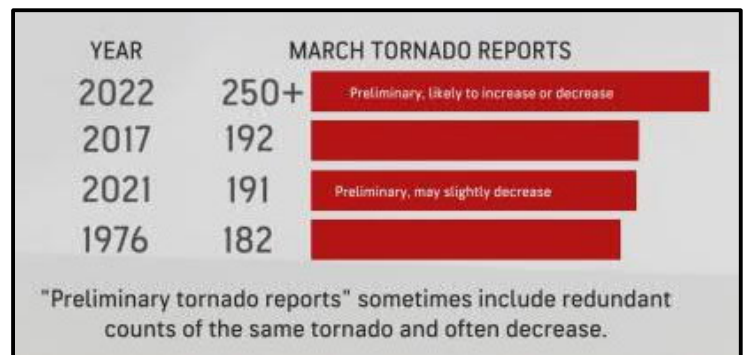 YEAR MARCH TORNADO REPORTS
2022 250+ Preliminary, likely to increase or decrease
2017 192
2021 191 Preliminary, may slightly decrease
1976 182
"Preliminary tornado reports" sometimes include redundant
counts of the same tornado and often decrease.